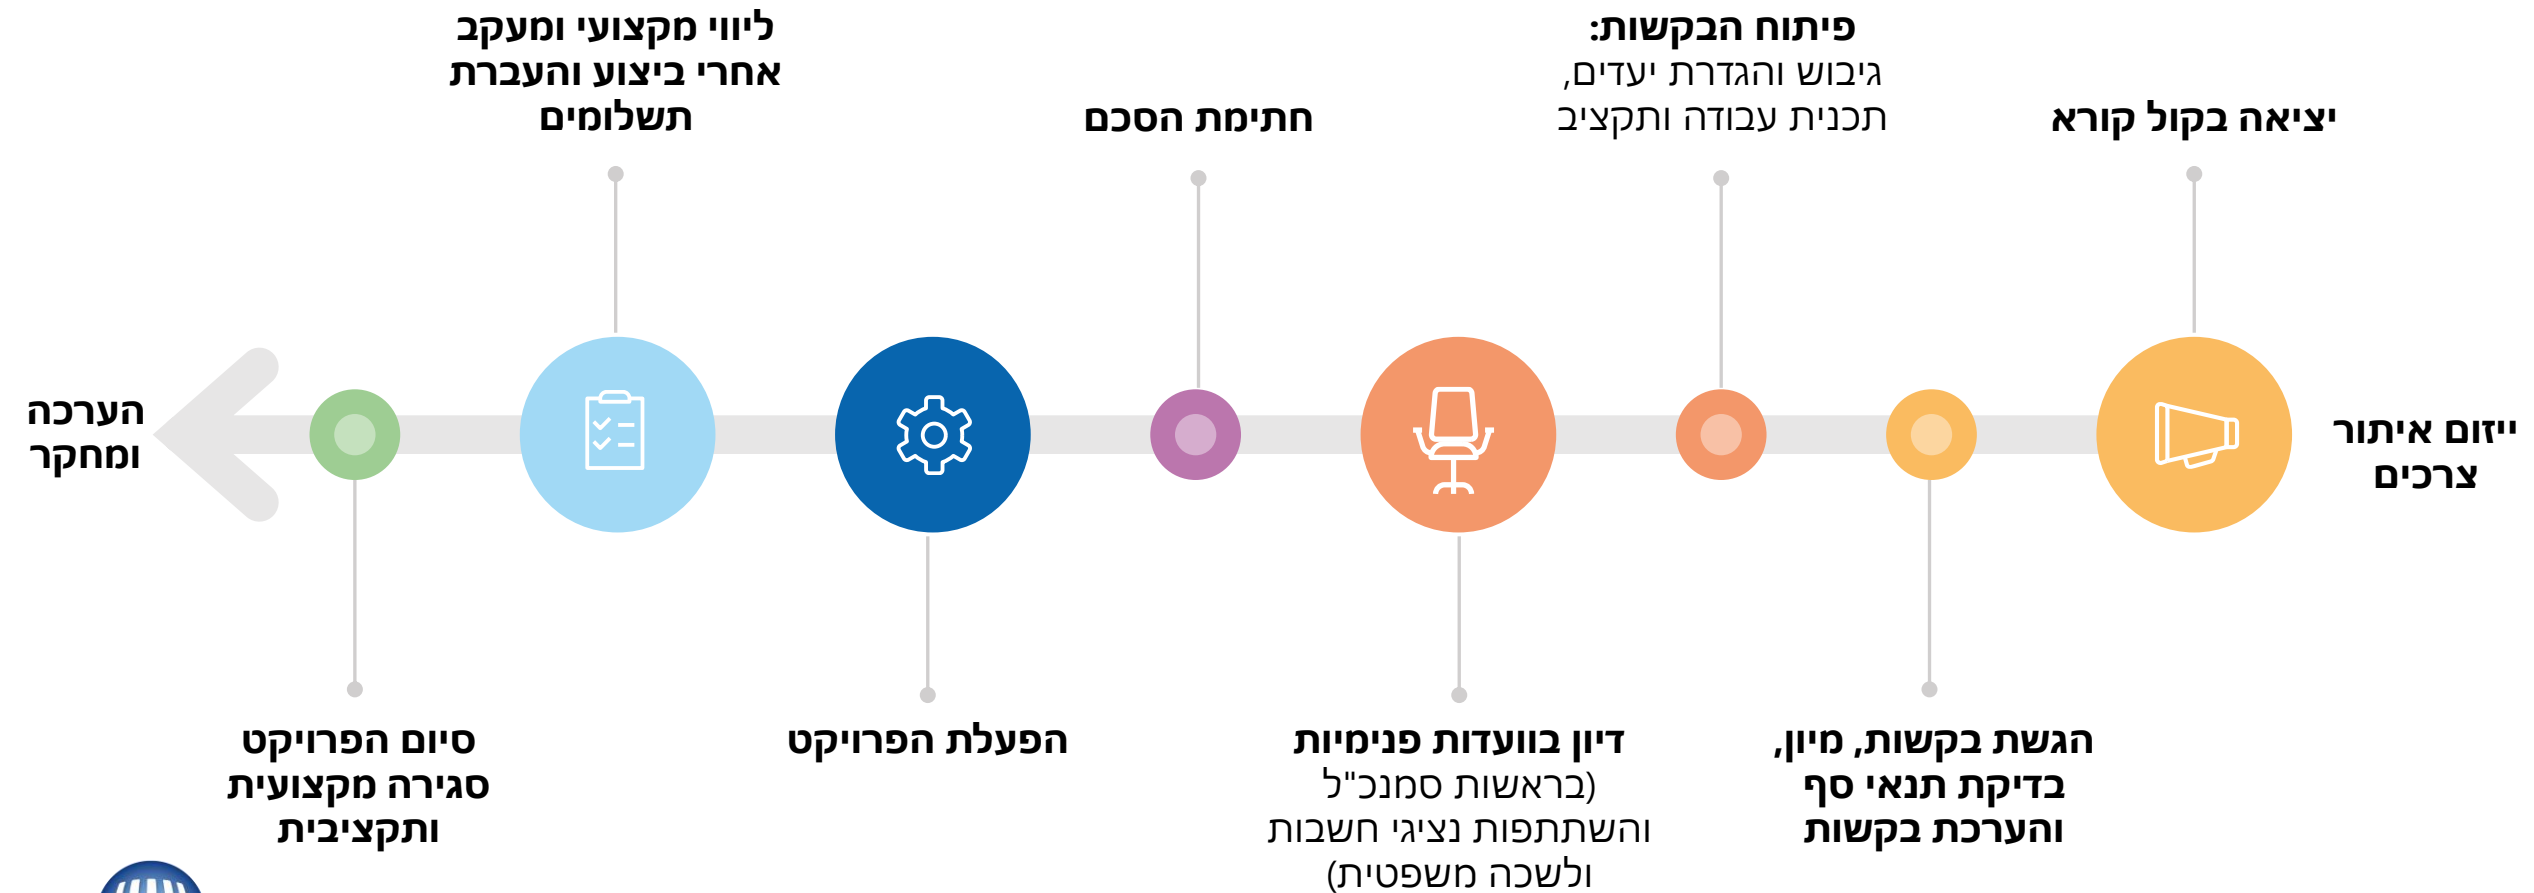 ייזום איתור
צרכים
יציאה בקול קורא
הגשת בקשות, מיון,
בדיקת תנאי סף
והערכת בקשות
פיתוח הבקשות:
גיבוש והגדרת יעדים,
תכנית עבודה ותקציב
דיון בוועדות פנימיות
(בראשות סמנכ"ל
והשתתפות נציגי חשבות
ולשכה משפטית)
חתימת הסכם
הפעלת הפרויקט
ליווי מקצועי ומעקב
אחרי ביצוע והעברת
תשלומים
סיום הפרויקט
סגירה מקצועית
ותקציבית
הערכה
ומחקר